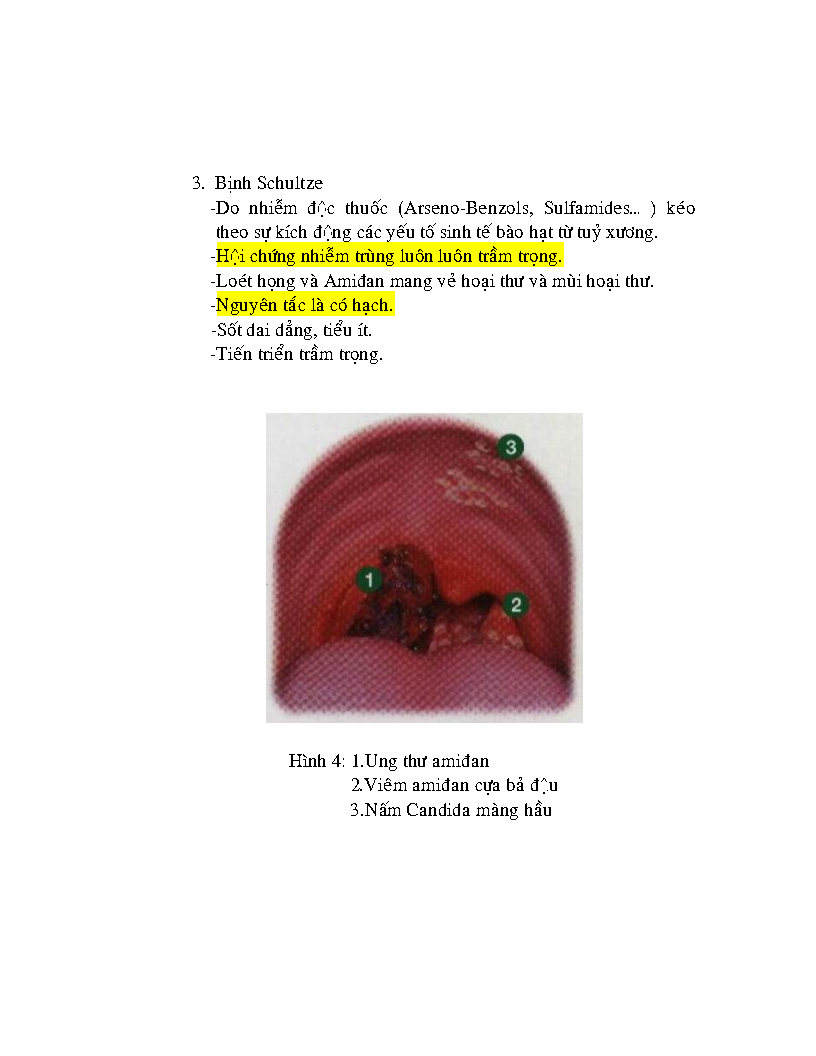 3. Bịnh Schultze
-Do nhiễm độc thuốc (Arseno-Benzols, Sulfamides... ) kéo
theo sự kích động các yếu tố sinh tế bào hạt từ tuỷ xương.
-Hội chứng nhiễm trùng luôn luôn trầm trọng.
-Loét họng và Amiđan mang vẻ hoại thư và mùi hoại thư.
-Nguyên tắc là có hạch.
-Sốt dai dẳng, tiểu ít.
-Tiến triển trầm trọng.
3
1
2
Hình 4: 1.Ung thư amiđan
2.Viêm amiđan cựa bả đậu
3.Nấm Candida màng hầu